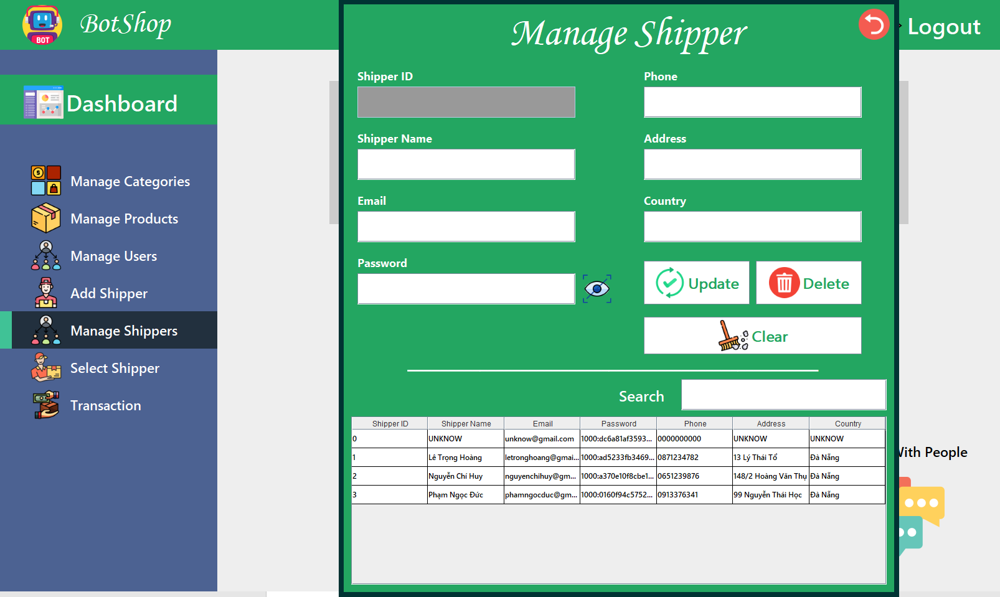 BOT
BotShop
Manage Shipper
Logout
Dashboard
Manage Categories
Manage Products
Manage Users
Add Shipper
Manage Shippers
Select Shipper
Transaction
Shipper ID
Phone
Shipper Name
Address
Email
Country
Password
Update
Delete
Clear
Search
Shipper ID Shipper Name Email Password Phone Address Country
0 UNKNOW unknow@gmail.com 1000:dc6a81af3593... 0000000000 UNKNOW UNKNOW
1 Lê Trọng Hoàng letronghoang@gmai... 1000:ad5233fb3469... 0871234782 13 Lý Thái Tổ Đà Nẵng
2 Nguyễn Chí Huy nguyenchihuy@gm... 1000:a370e10f8cbe1... 0651239876 148/2 Hoàng Văn Thụ Đà Nẵng
3 Phạm Ngọc Đức phamngocduc@gm... 1000:0160f94c5752... 0913376341 99 Nguyễn Thái Học Đà Nẵng
With People